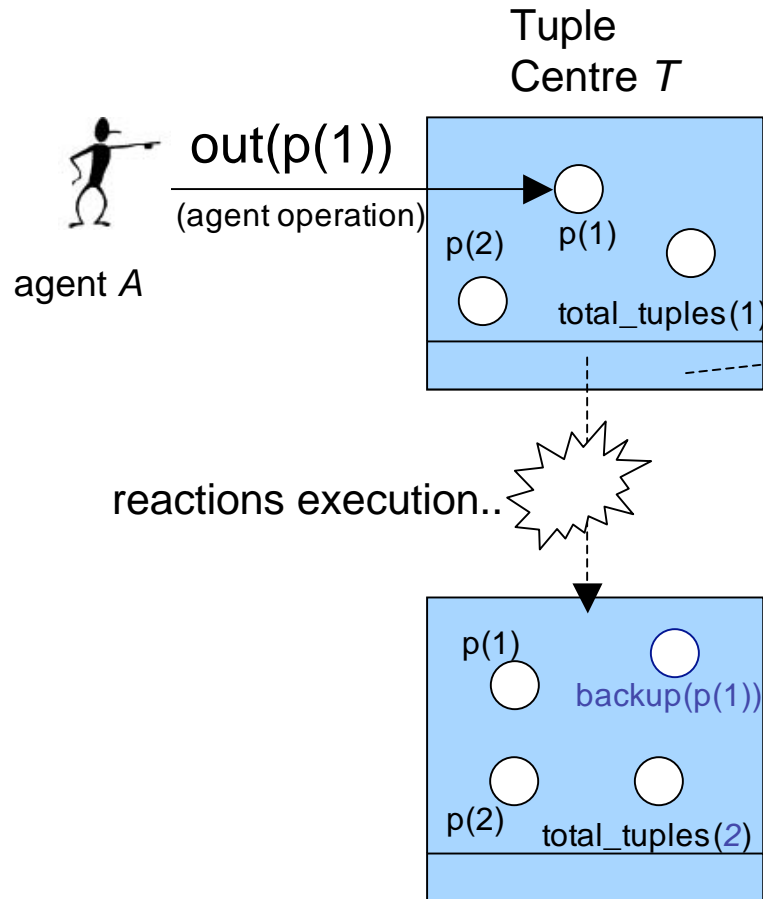 Tuple
Centre T
out(p(1))
(agent operation)
agent A
p(1)
p(2)
total_tuples(1)
reactions execution..
p(1)
backup(p(1))
p(2)
total_tuples(2)